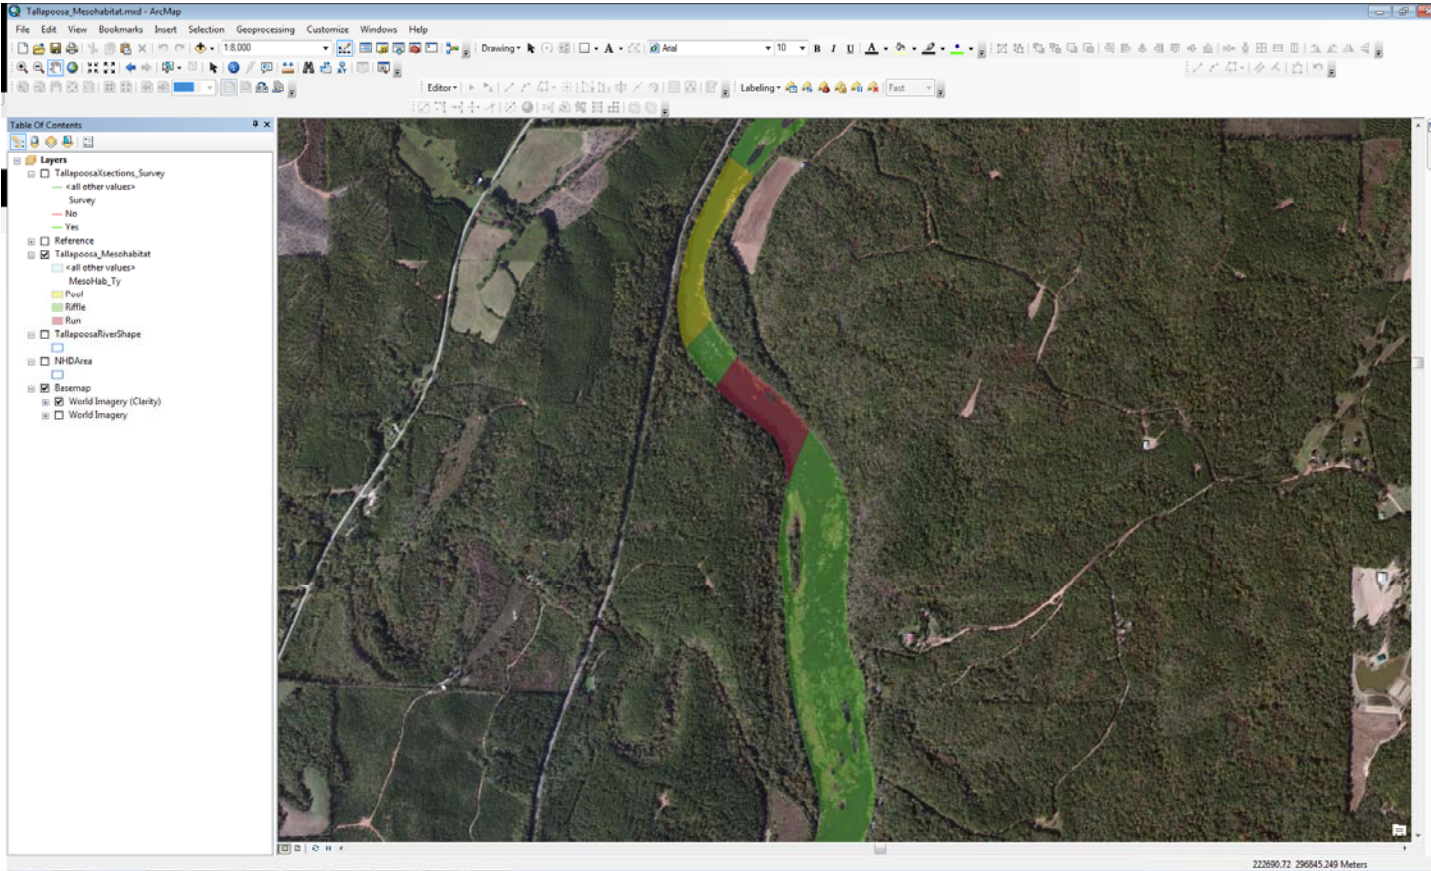 Tallapoosa_Mesohabitat.mxd - ArcMap
File Edit View Bookmarks Insert Selection Geoprocessing Customize Windows Help
1:8,000 Drawing Arial 10 B I U A
Editor Labeling Fast
Table Of Contents
Layers
TallapoosaXsections_Survey
<all other values>
Survey
No
Yes
Reference
Tallapoosa_Mesohabitat
<all other values>
MesoHab_Ty
Pool
Riffle
Run
TallapoosaRiverShape
NHDArea
Basemap
World Imagery (Clarity)
World Imagery
222690.72 296845.249 Meters